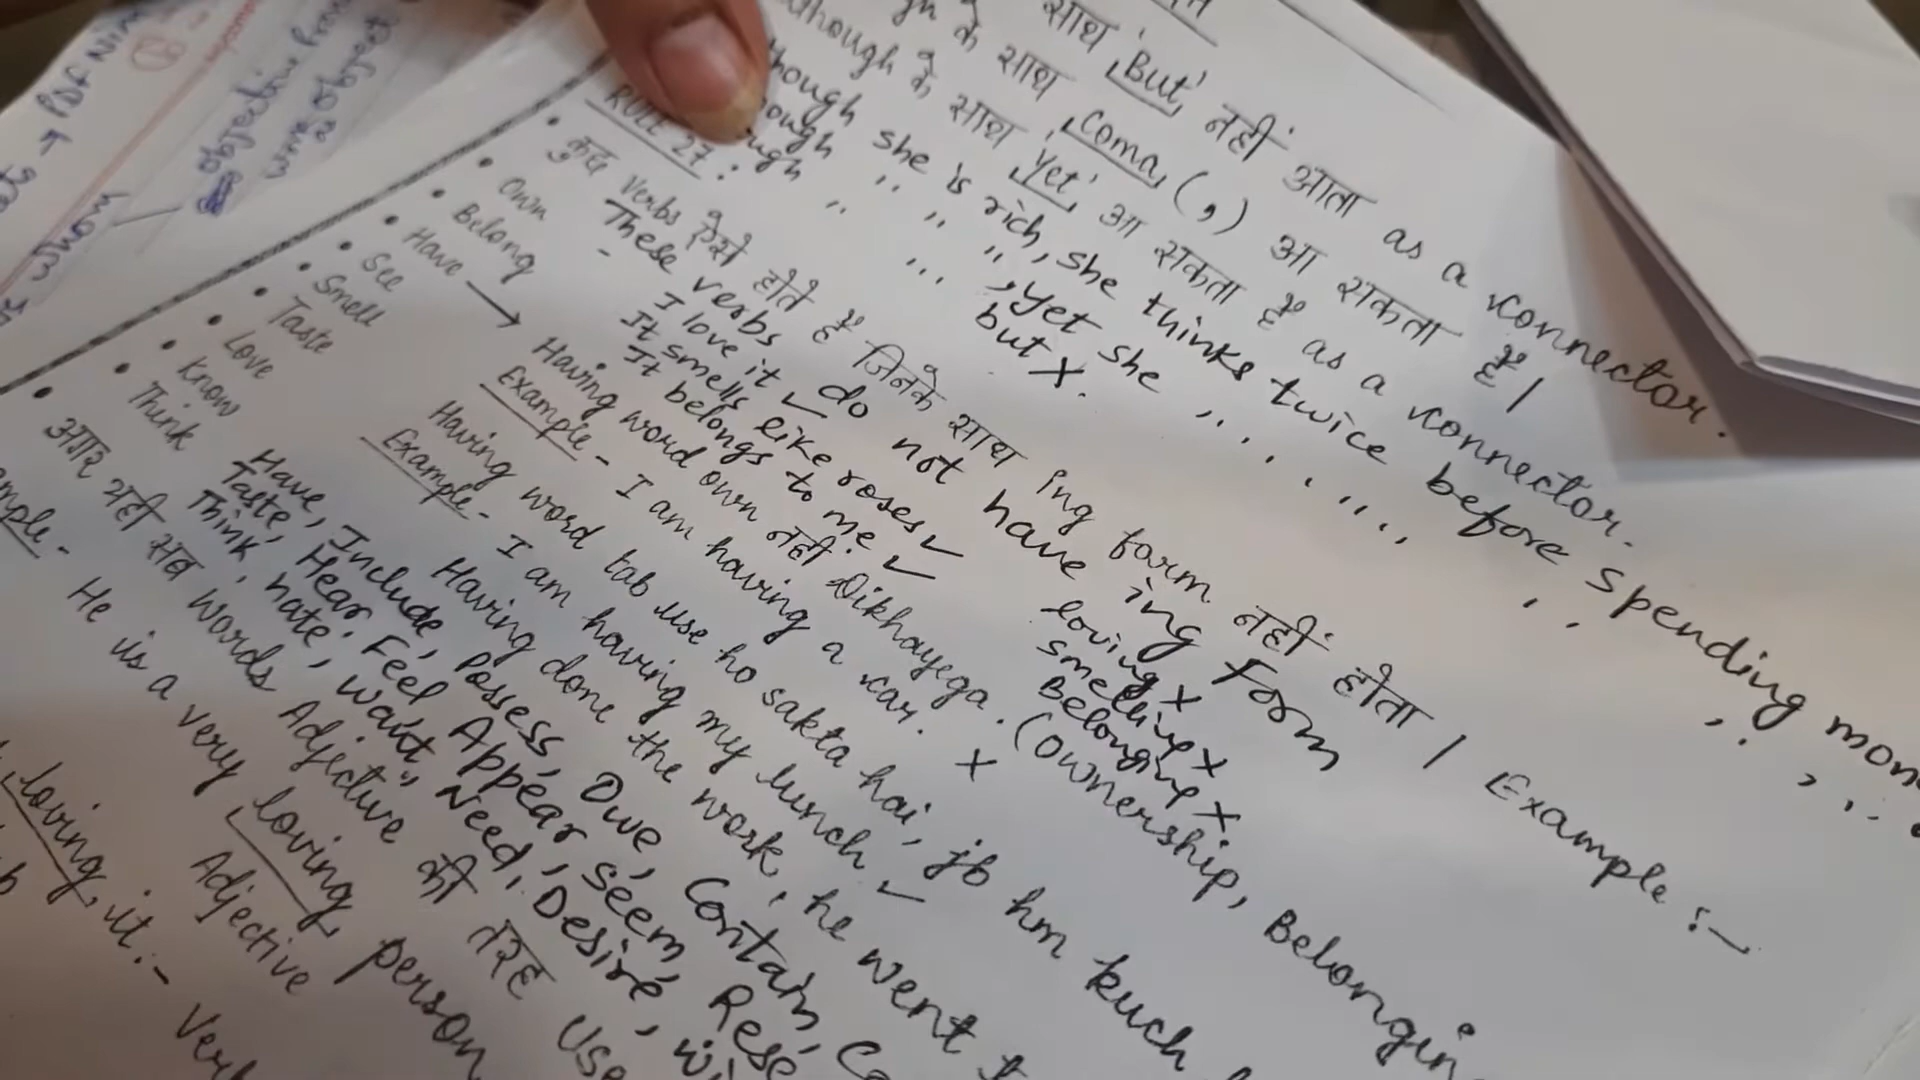 साथ 'But' नहीं आता as a connector.
के साथ Coma (,) आ सकता है।
though के साथ 'Yet' आ सकता है as a connector.
though she is rich, she thinks twice before spending
ough " " " , yet she
ugh " ... but X.
RULE 27 :
• कुछ Verbs ऐसे होते हैं जिनके साथ ing form नहीं होता। Example :-
These verbs do not have ing Form
• Own
• Belong
• Have →
• See
• Smell
• Taste
• Love
• Know
• Think
I love it ✓ loving X
It smells like roses ✓ smelling X
It belongs to me ✓ Belonging X
Having word own नहीं Dikhayega. (Ownership,
Example - I am having a car. X
Having word tab use ho sakta hai, jb hm kuch
Example - I am having my lunch ✓
Having done the work, he went
Have, Include, Possess, Owe, Contain,
Taste, Hear, Feel Appear Seem,
Think, hate, want, Need, Desire,
• अगर यही सब words Adjective की तरह Use
He is a very loving person
Adjective
loving it :-
objective
as object
whom